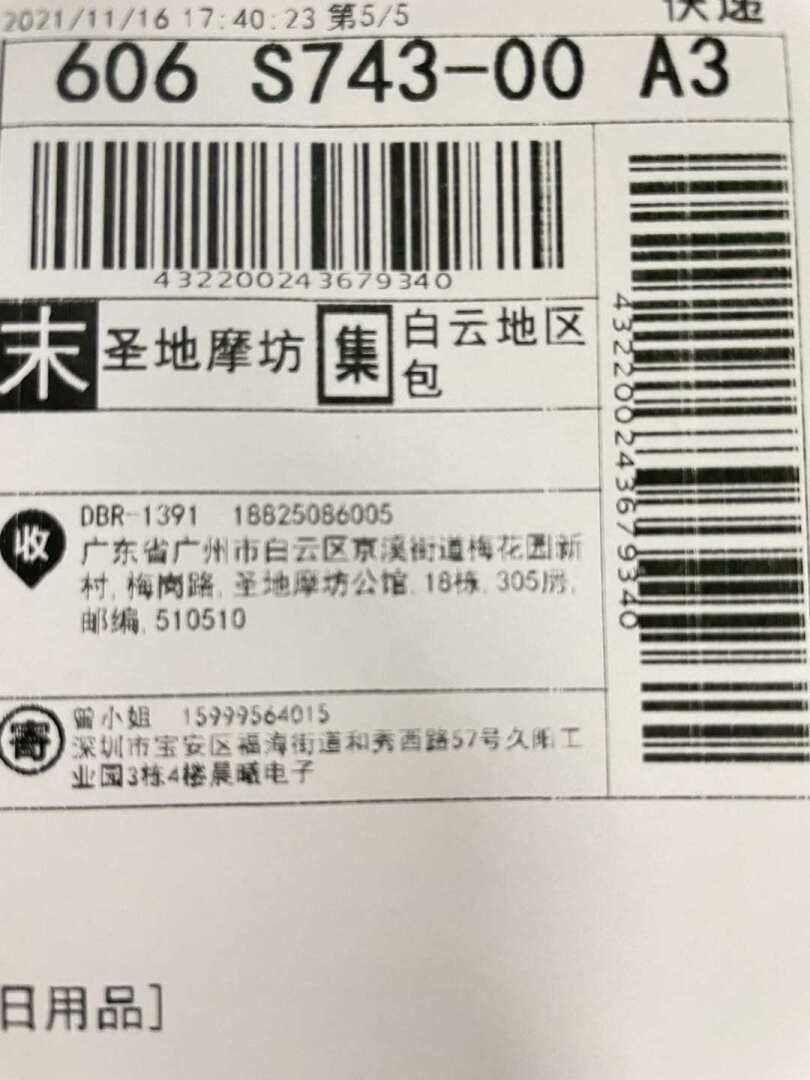 2021/11/16 17:40:23 第5/5
快递
606 S743-00 A3
432200243679340
末 圣地摩坊 集 白云地区
包
432200243679340
收 DBR-1391 18825086005
广东省广州市白云区京溪街道梅花园新
村, 梅岗路, 圣地摩坊公馆, 18栋, 305房,
邮编, 510510
寄 曾小姐 15999564015
深圳市宝安区福海街道和秀西路57号久阳工
业园3栋4楼晨曦电子
日用品]